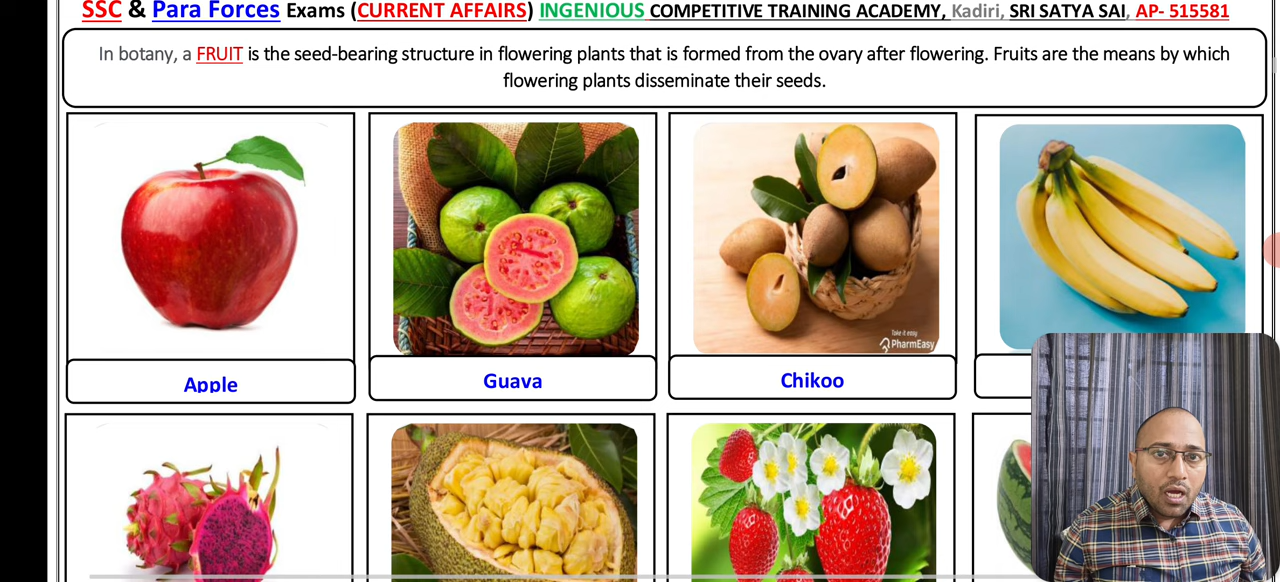 SSC & Para Forces Exams (CURRENT AFFAIRS) INGENIOUS COMPETITIVE TRAINING ACADEMY, Kadiri, SRI SATYA SAI, AP- 515581
In botany, a FRUIT is the seed-bearing structure in flowering plants that is formed from the ovary after flowering. Fruits are the means by which
flowering plants disseminate their seeds.
Take it easy
PharmEasy
Apple
Guava
Chikoo